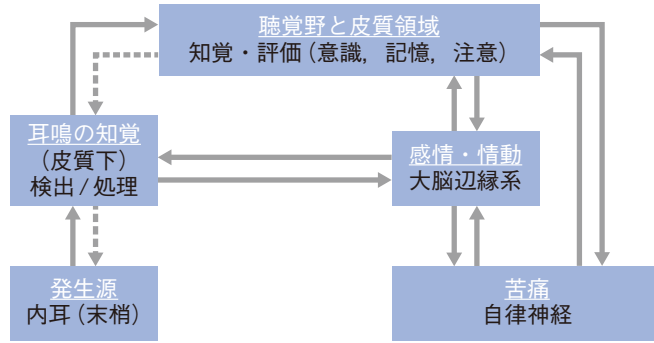 聴覚野と皮質領域
知覚・評価（意識，記憶，注意）
耳鳴の知覚
（皮質下）
検出/処理
感情・情動
大脳辺縁系
発生源
内耳（末梢）
苦痛
自律神経